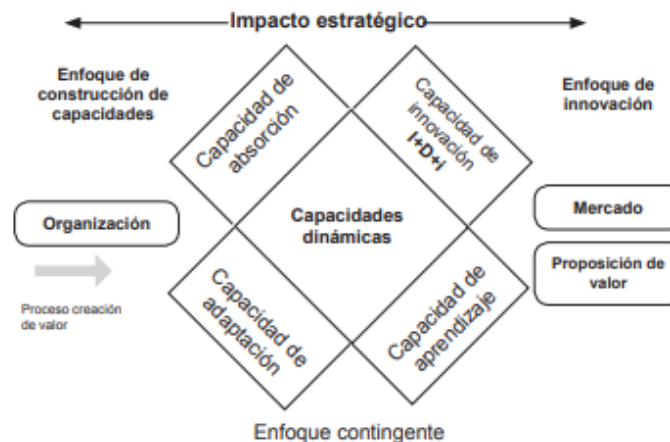 Impacto estratégico
Enfoque de
construcción de
capacidades
Capacidad de
absorción
Capacidad de
innovación
I+D+i
Enfoque de
innovación
Organización
Capacidades
dinámicas
Mercado
Proposición de
valor
Proceso creación
de valor
Capacidad de
adaptación
Capacidad de
aprendizaje
Enfoque contingente